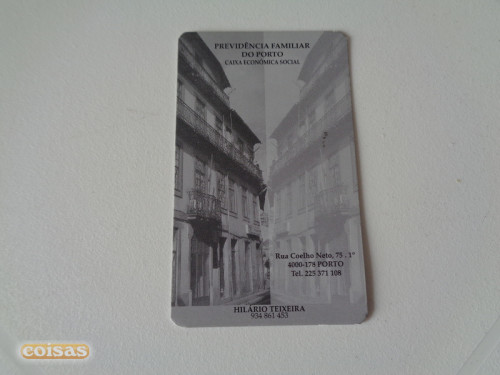 PREVIDÊNCIA FAMILIAR
DO PORTO
CAIXA ECONÓMICA SOCIAL
Rua Coelho Neto, 75 . 1º
4000-178 PORTO
Tel. 225 371 108
HILÁRIO TEIXEIRA
934 861 453
coisas